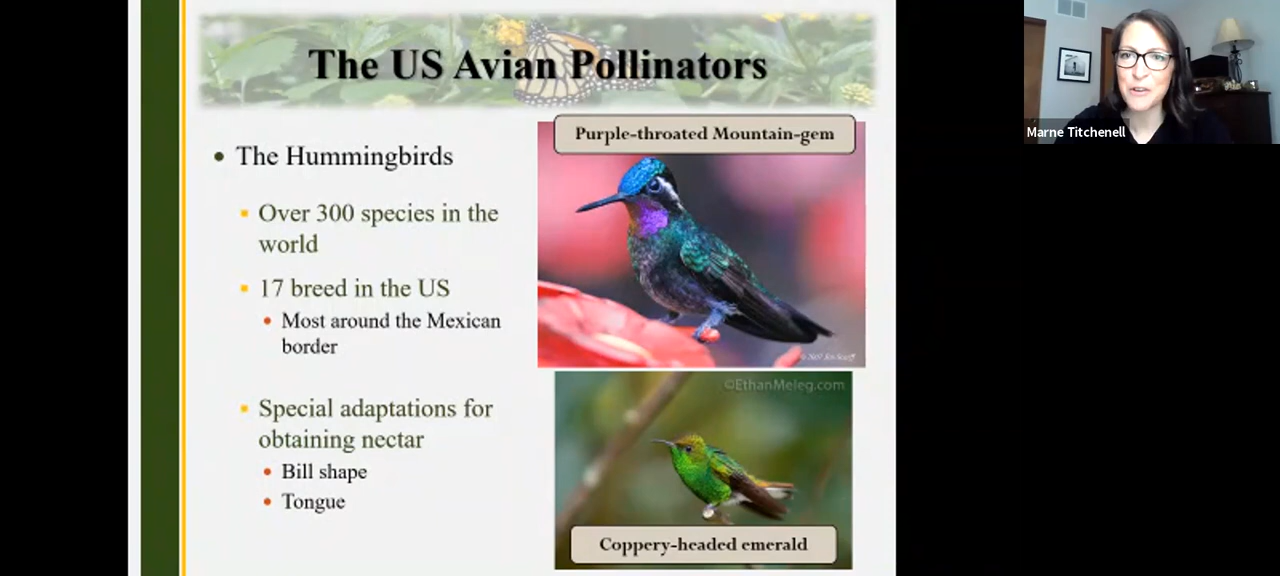 The US Avian Pollinators
• The Hummingbirds
▪ Over 300 species in the
world
▪ 17 breed in the US
• Most around the Mexican
border
▪ Special adaptations for
obtaining nectar
• Bill shape
• Tongue
Purple-throated Mountain-gem
©EthanMeleg.com
Coppery-headed emerald
Marne Titchenell